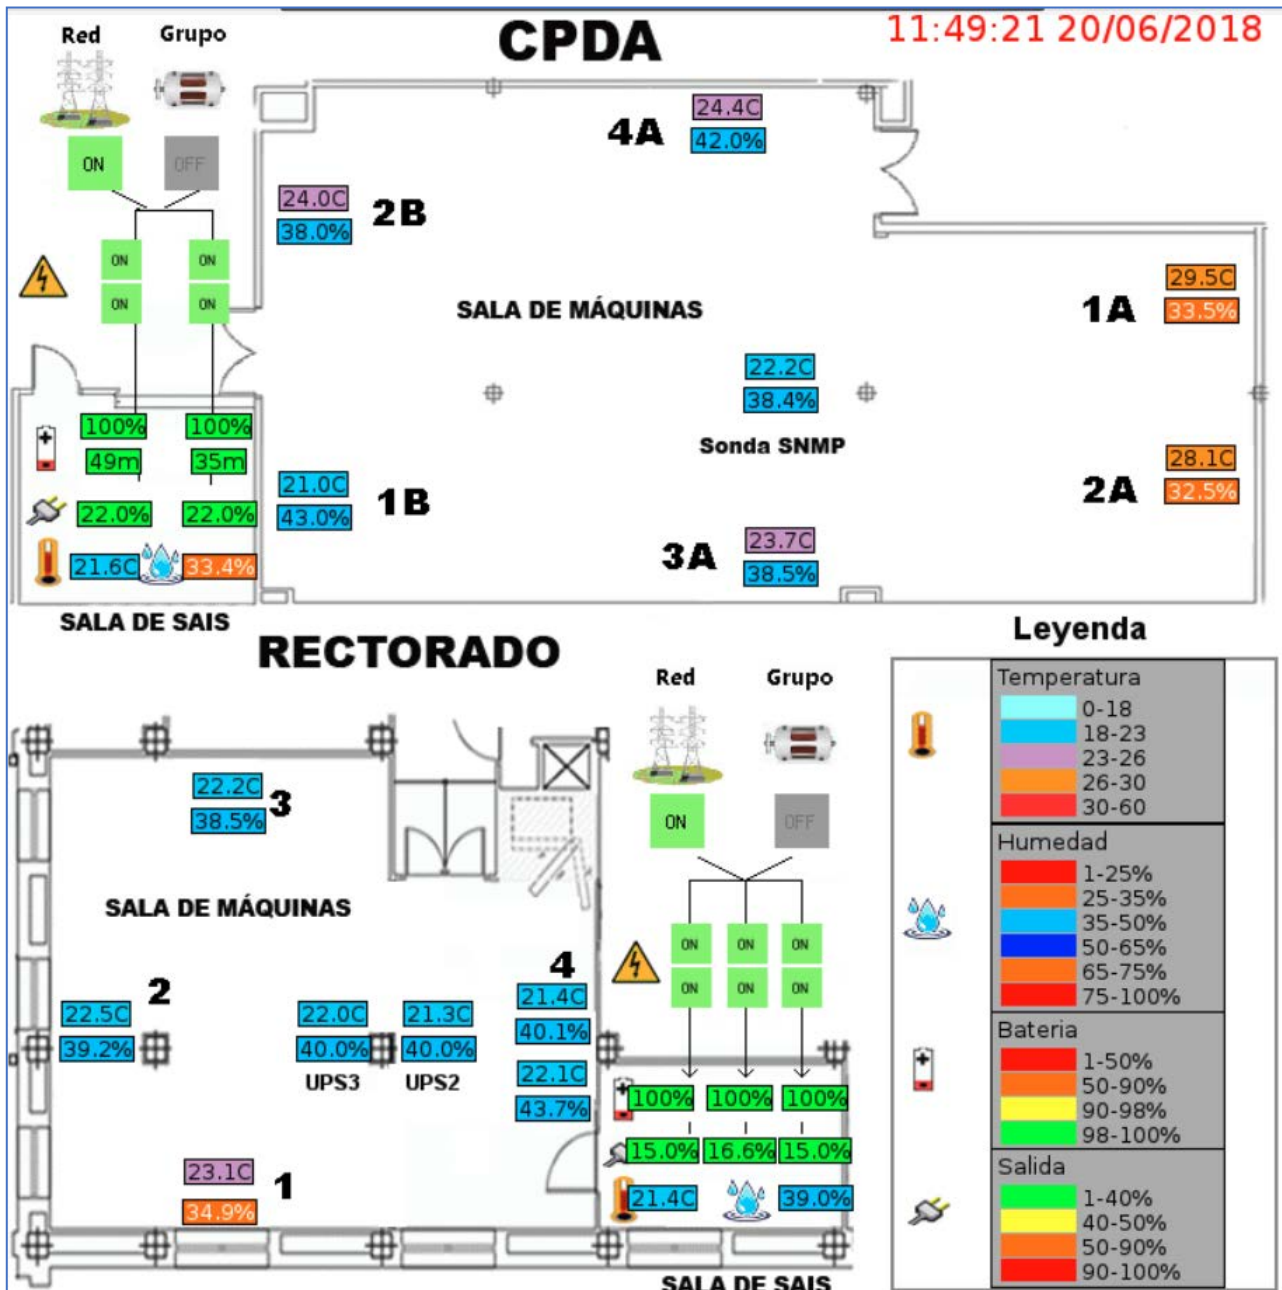 CPDA
11:49:21 20/06/2018
Red
Grupo
ON
OFF
ON
ON
ON
ON
24.4C
4A
42.0%
24.0C
2B
38.0%
29.5C
1A
33.5%
SALA DE MÁQUINAS
22.2C
38.4%
Sonda SNMP
100%
100%
49m
35m
22.0%
22.0%
21.6C
33.4%
SALA DE SAIS
21.0C
1B
43.0%
28.1C
2A
32.5%
23.7C
3A
38.5%
RECTORADO
Red
Grupo
ON
OFF
ON
ON
ON
ON
ON
ON
22.2C
3
38.5%
SALA DE MÁQUINAS
2
22.5C
39.2%
22.0C
40.0%
UPS3
21.3C
40.0%
UPS2
4
21.4C
40.1%
22.1C
43.7%
23.1C
1
34.9%
100%
100%
100%
15.0%
16.6%
15.0%
21.4C
39.0%
SALA DE SAIS
Leyenda
Temperatura
0-18
18-23
23-26
26-30
30-60
Humedad
1-25%
25-35%
35-50%
50-65%
65-75%
75-100%
Bateria
1-50%
50-90%
90-98%
98-100%
Salida
1-40%
40-50%
50-90%
90-100%